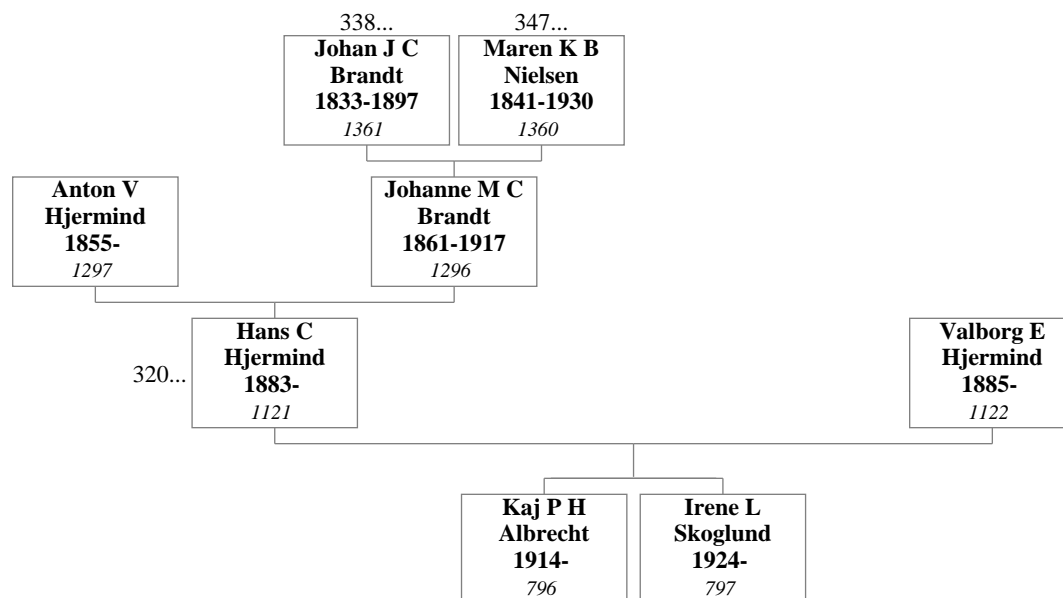 338...
347...
Johan J C
Brandt
1833-1897
1361
Maren K B
Nielsen
1841-1930
1360
Anton V
Hjermind
1855-
1297
Johanne M C
Brandt
1861-1917
1296
320...
Hans C
Hjermind
1883-
1121
Valborg E
Hjermind
1885-
1122
Kaj P H
Albrecht
1914-
796
Irene L
Skoglund
1924-
797